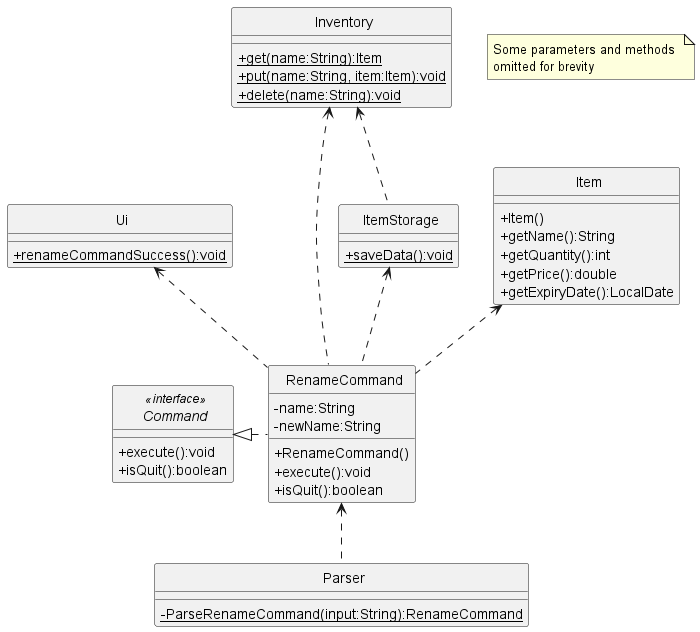 Inventory
+get(name:String):Item
+put(name:String, item:Item):void
+delete(name:String):void
Some parameters and methods
omitted for brevity
Item
+Item()
+getName():String
+getQuantity():int
+getPrice():double
+getExpiryDate():LocalDate
Ui
+renameCommandSuccess():void
ItemStorage
+saveData():void
RenameCommand
-name:String
-newName:String
+RenameCommand()
+execute():void
+isQuit():boolean
«interface»
Command
+execute():void
+isQuit():boolean
Parser
-ParseRenameCommand(input:String):RenameCommand